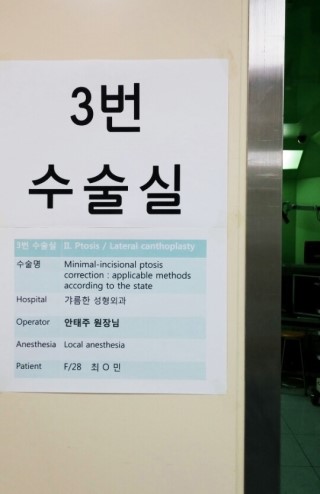 3번
수술실
3번 수술실 II. Ptosis / Lateral canthoplasty
수술명 Minimal-incisional ptosis
correction : applicable methods
according to the state
Hospital 갸름한 성형외과
Operator 안태주 원장님
Anesthesia Local anesthesia
Patient F/28 최 O 민